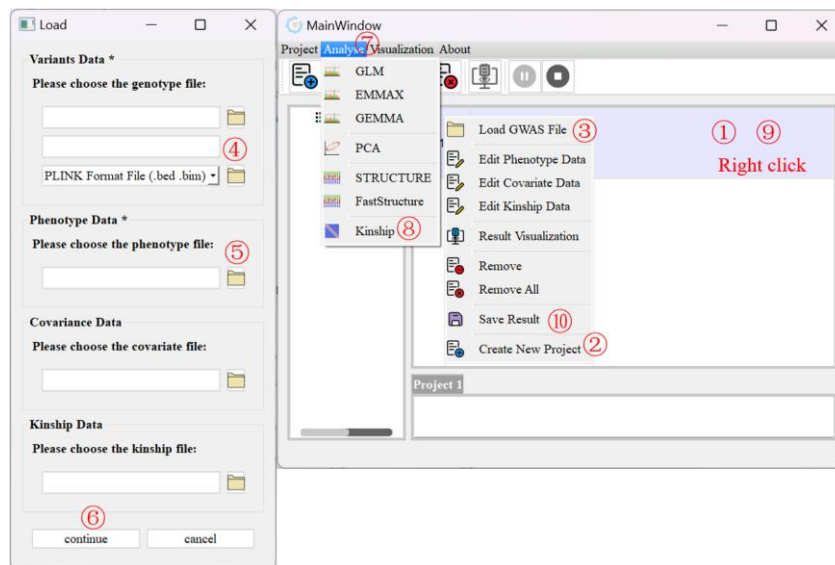 Load
Variants Data *
Please choose the genotype file:
④
PLINK Format File (.bed .bim)
Phenotype Data *
Please choose the phenotype file:
⑤
Covariance Data
Please choose the covariate file:
Kinship Data
Please choose the kinship file:
⑥
continue cancel
MainWindow
⑦
Project Analyse Visualization About
GLM
EMMAX
GEMMA
PCA
STRUCTURE
FastStructure
Kinship ⑧
Load GWAS File ③
Edit Phenotype Data
Edit Covariate Data
Edit Kinship Data
Result Visualization
Remove
Remove All
Save Result ⑩
Create New Project ②
① ⑨
Right click
Project 1